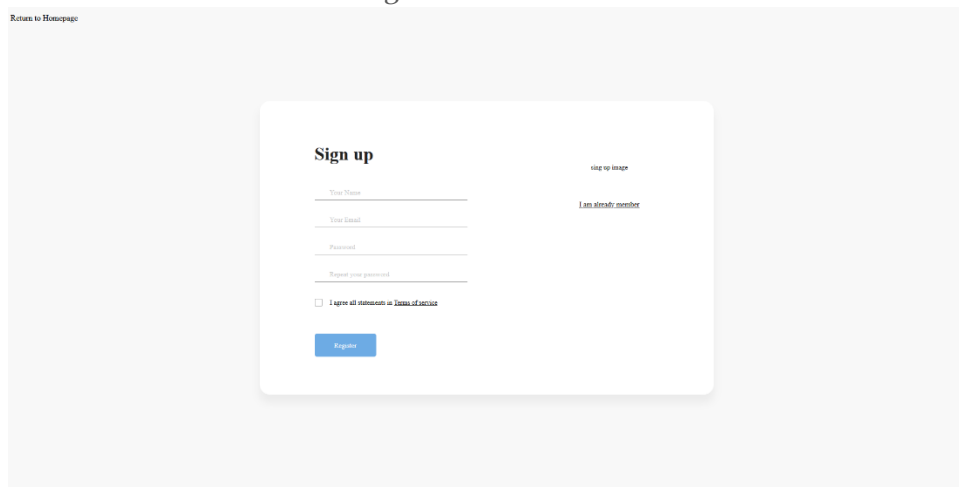 Return to Homepage
Sign up
sing up image
Your Name
I am already member
Your Email
Password
Repeat your password
I agree all statements in Terms of service
Register